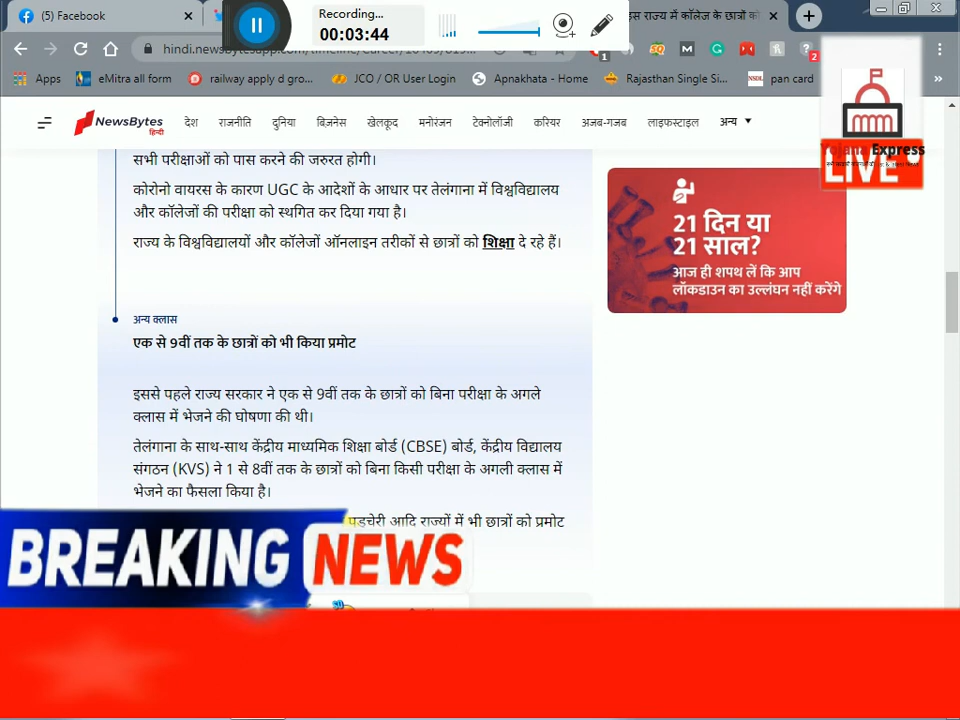 (5) Facebook
Recording...
00:03:44
इस राज्य में कॉलेज के छात्रों को
hindi.news
Apps
eMitra all form
railway apply d gro...
JCO / OR User Login
Apnakhata - Home
Rajasthan Single Si...
NSDL
pan card
»
NewsBytes
हिन्दी
देश
राजनीति
दुनिया
बिज़नेस
खेलकूद
मनोरंजन
टेक्नोलॉजी
करियर
अजब-गजब
लाइफस्टाइल
अन्य
Yojana Express
LIVE
सभी परीक्षाओं को पास करने की जरुरत होगी।
कोरोनो वायरस के कारण UGC के आदेशों के आधार पर तेलंगाना में विश्वविद्यालय
और कॉलेजों की परीक्षा को स्थगित कर दिया गया है।
राज्य के विश्वविद्यालयों और कॉलेजों ऑनलाइन तरीकों से छात्रों को शिक्षा दे रहे हैं।
21 दिन या
21 साल?
आज ही शपथ लें कि आप
लॉकडाउन का उल्लंघन नहीं करेंगे
अन्य क्लास
एक से 9वीं तक के छात्रों को भी किया प्रमोट
इससे पहले राज्य सरकार ने एक से 9वीं तक के छात्रों को बिना परीक्षा के अगले
क्लास में भेजने की घोषणा की थी।
तेलंगाना के साथ-साथ केंद्रीय माध्यमिक शिक्षा बोर्ड (CBSE) बोर्ड, केंद्रीय विद्यालय
संगठन (KVS) ने 1 से 8वीं तक के छात्रों को बिना किसी परीक्षा के अगली क्लास में
भेजने का फैसला किया है।
आदि राज्यों में भी छात्रों को प्रमोट
BREAKING NEWS